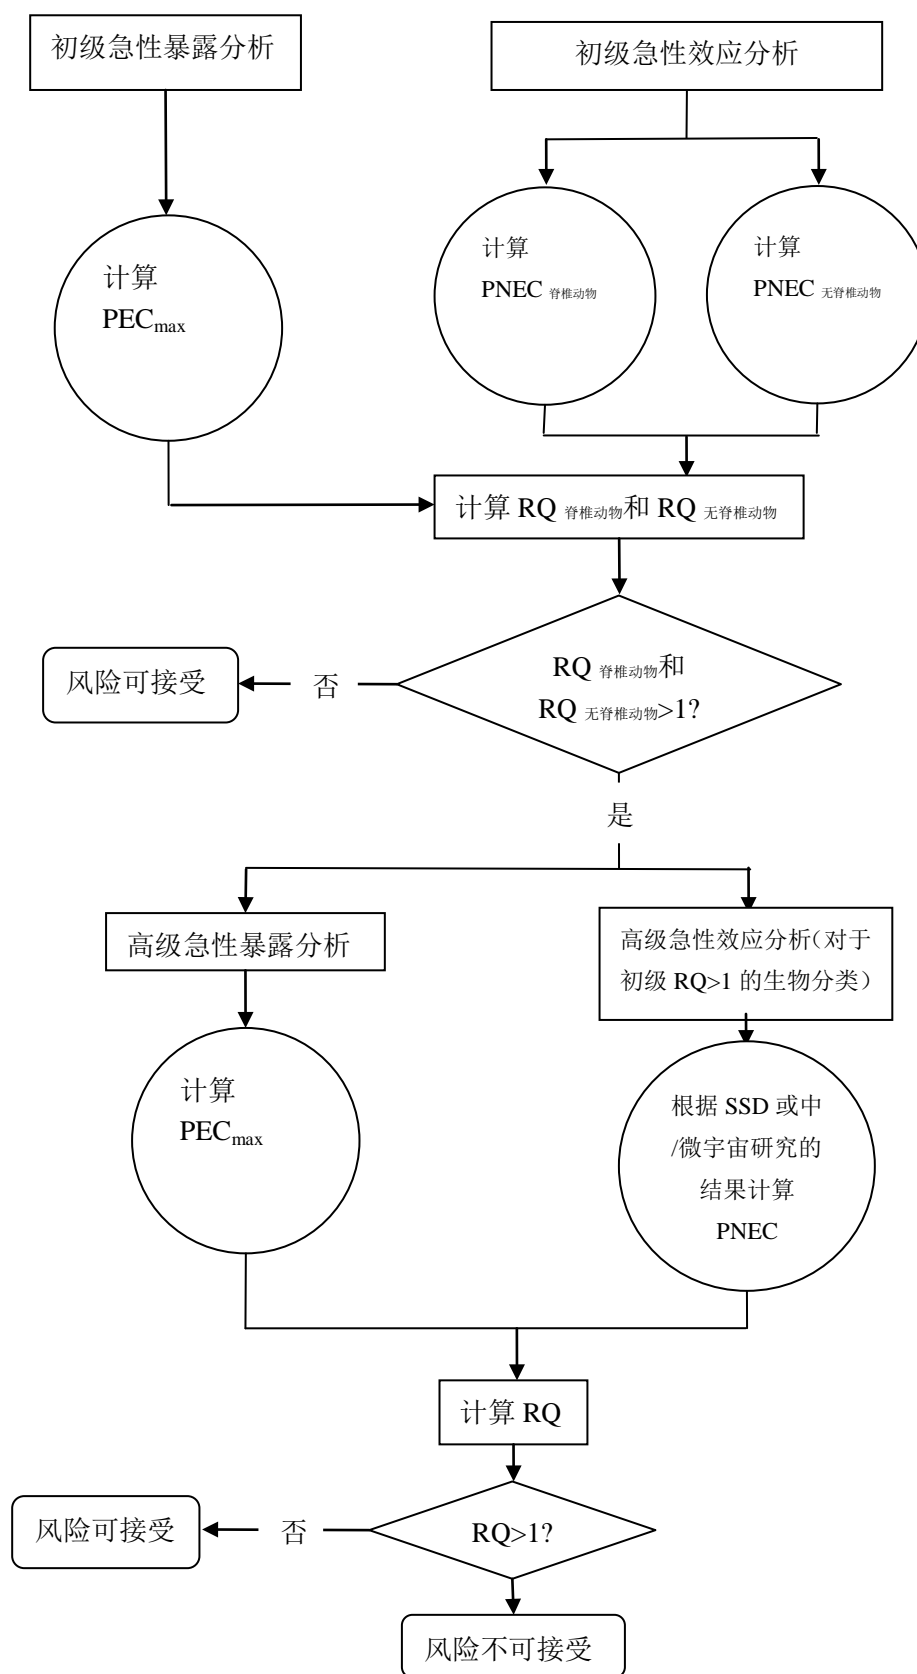 初级急性暴露分析
初级急性效应分析
计算
PECmax
计算
PNEC 脊椎动物
计算
PNEC 无脊椎动物
计算 RQ 脊椎动物和 RQ 无脊椎动物
风险可接受
否
RQ 脊椎动物和
RQ 无脊椎动物>1?
是
高级急性暴露分析
高级急性效应分析（对于
初级 RQ>1 的生物分类）
计算
PECmax
根据 SSD 或中
/微宇宙研究的
结果计算
PNEC
计算 RQ
风险可接受
否
RQ>1?
风险不可接受